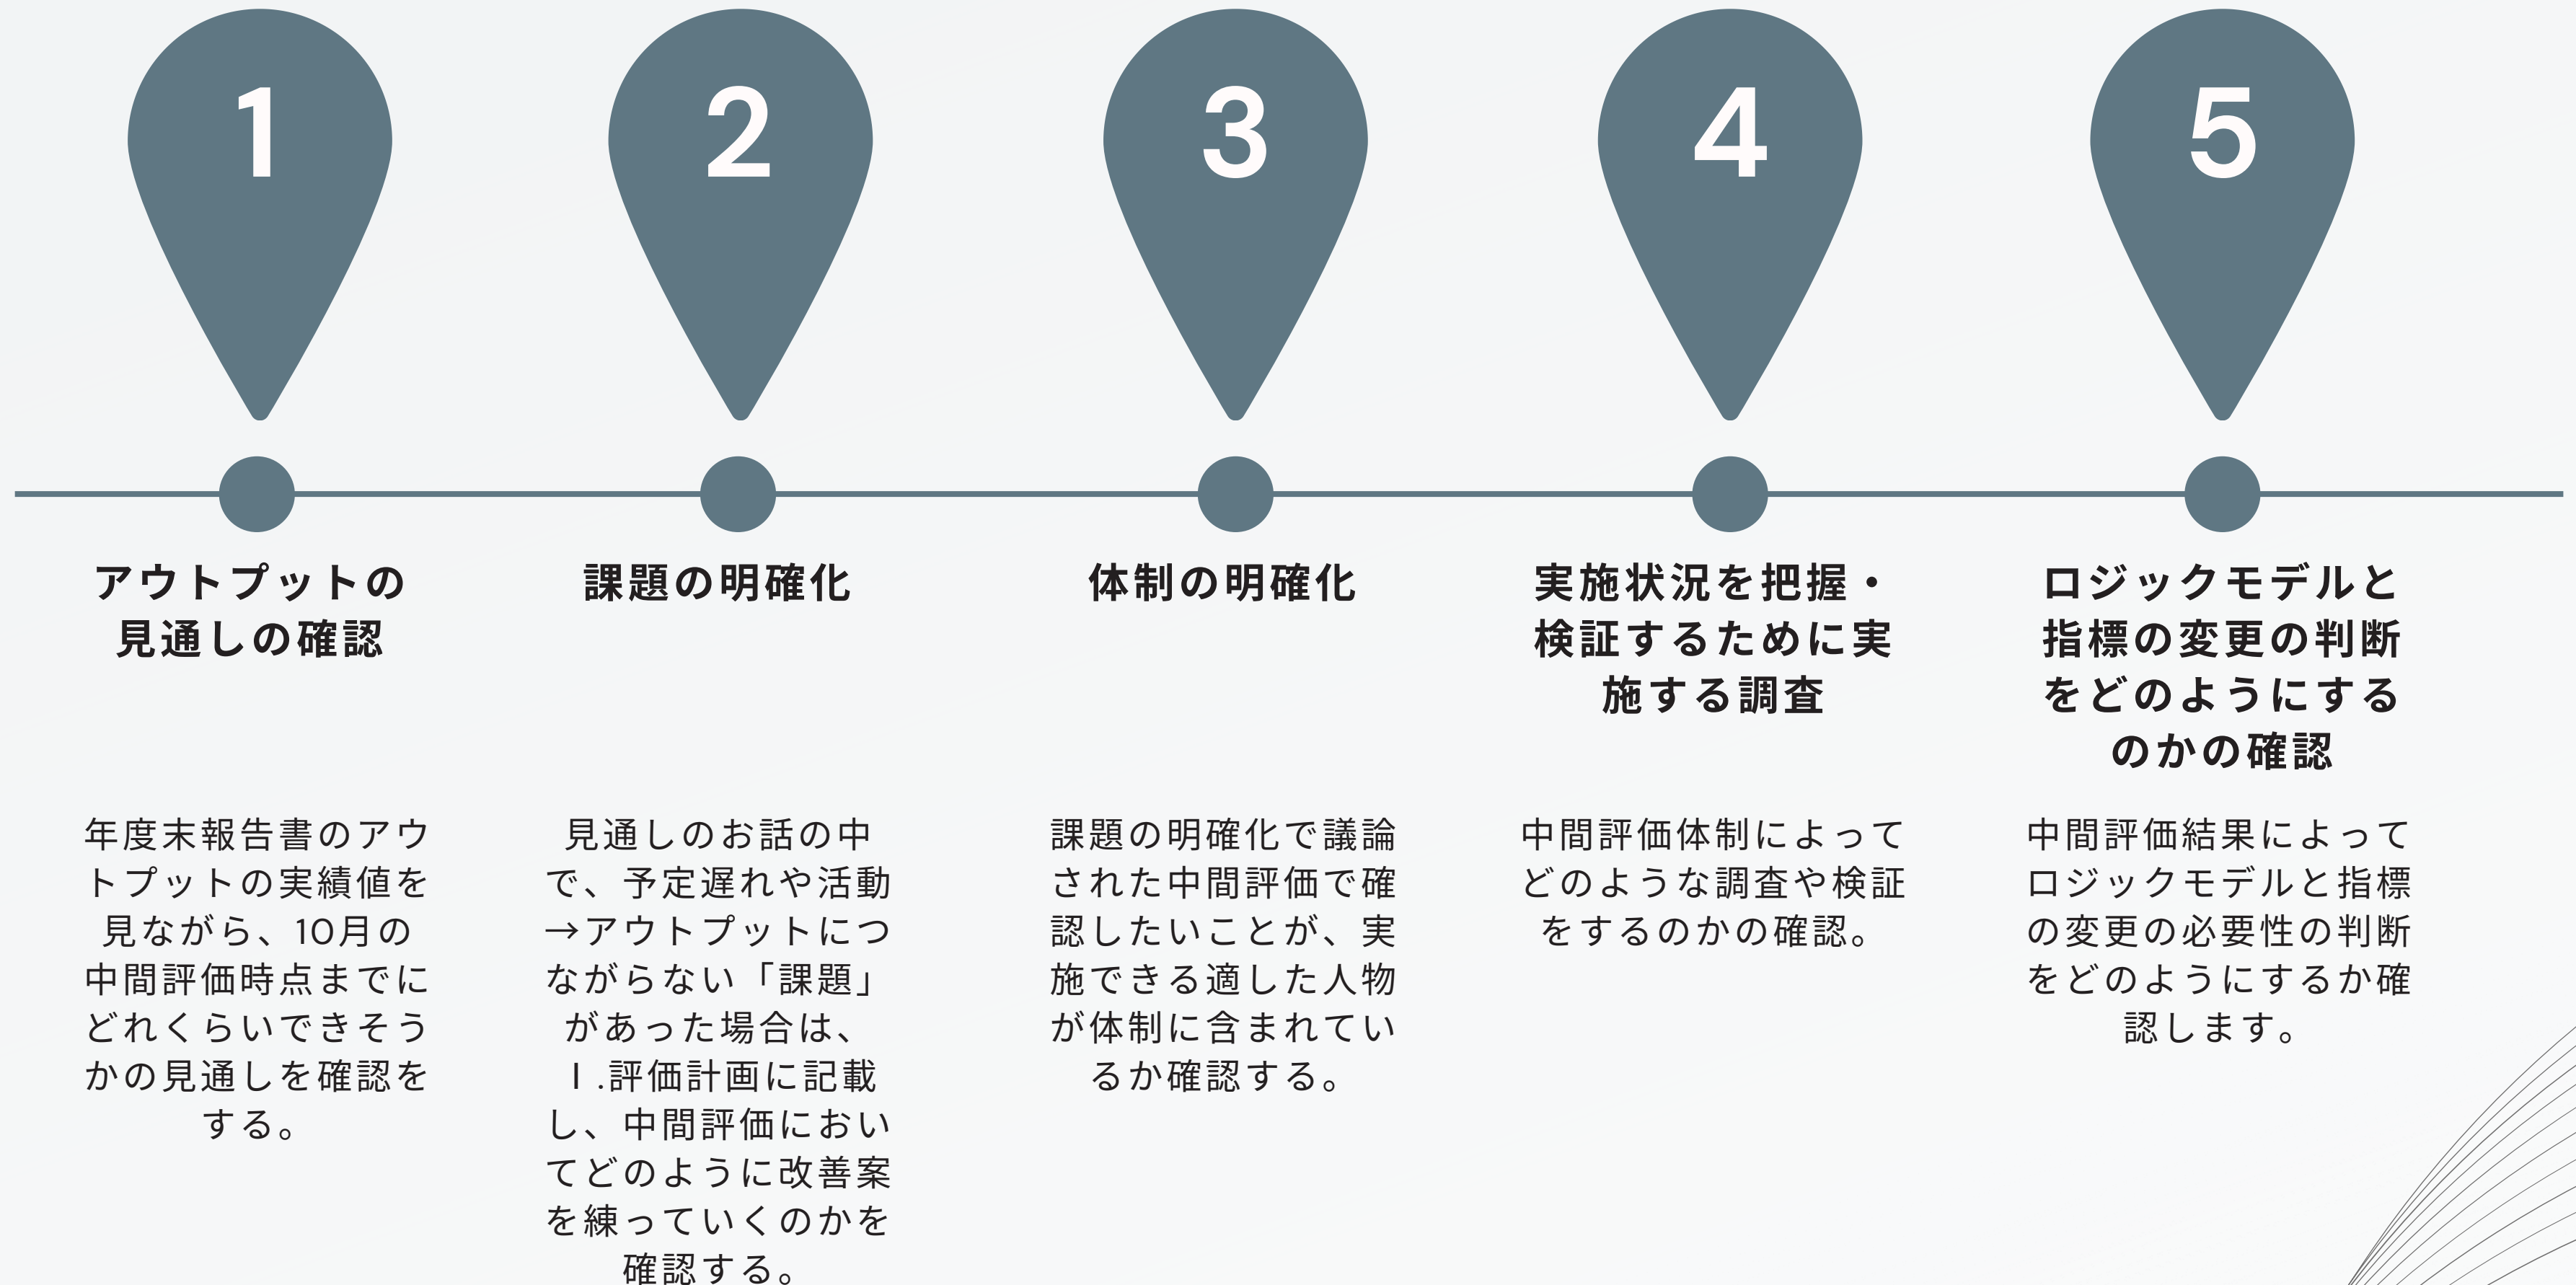 1
アウトプットの
見通しの確認
年度末報告書のアウ
トプットの実績値を
見ながら、10月の
中間評価時点までに
どれくらいできそう
かの見通しを確認を
する。
2
課題の明確化
見通しのお話の中
で、予定遅れや活動
→アウトプットにつ
ながらない「課題」
があった場合は、
Ⅰ.評価計画に記載
し、中間評価におい
てどのように改善案
を練っていくのかを
確認する。
3
体制の明確化
課題の明確化で議論
された中間評価で確
認したいことが、実
施できる適した人物
が体制に含まれてい
るか確認する。
4
実施状況を把握・
検証するために実
施する調査
中間評価体制によって
どのような調査や検証
をするのかの確認。
5
ロジックモデルと
指標の変更の判断
をどのようにする
のかの確認
中間評価結果によって
ロジックモデルと指標
の変更の必要性の判断
をどのようにするか確
認します。